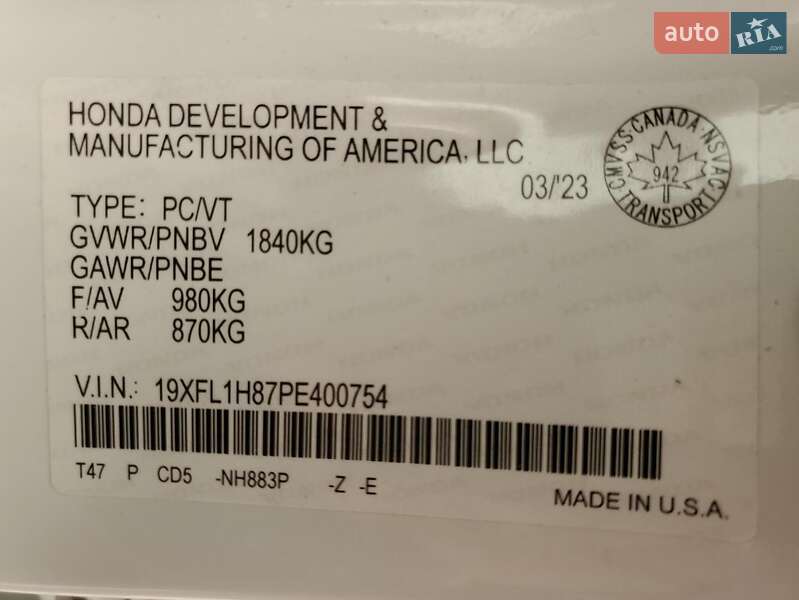 auto RIA.com
HONDA DEVELOPMENT &
MANUFACTURING OF AMERICA, LLC
03/'23
CMVSS·CANADA·NSVAC
942
TRANSPORT
TYPE: PC/VT
GVWR/PNBV 1840KG
GAWR/PNBE
F/AV 980KG
R/AR 870KG
V.I.N.: 19XFL1H87PE400754
T47 P CD5 -NH883P -Z -E
MADE IN U.S.A.